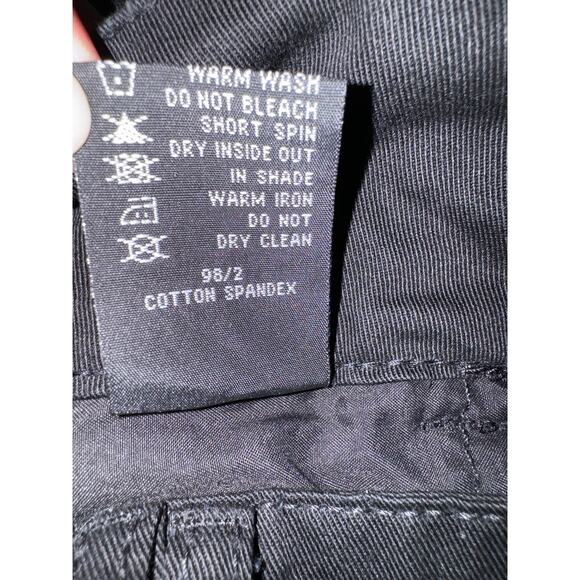 WARM WASH
DO NOT BLEACH
SHORT SPIN
DRY INSIDE OUT
IN SHADE
WARM IRON
DO NOT
DRY CLEAN
98/2
COTTON SPANDEX